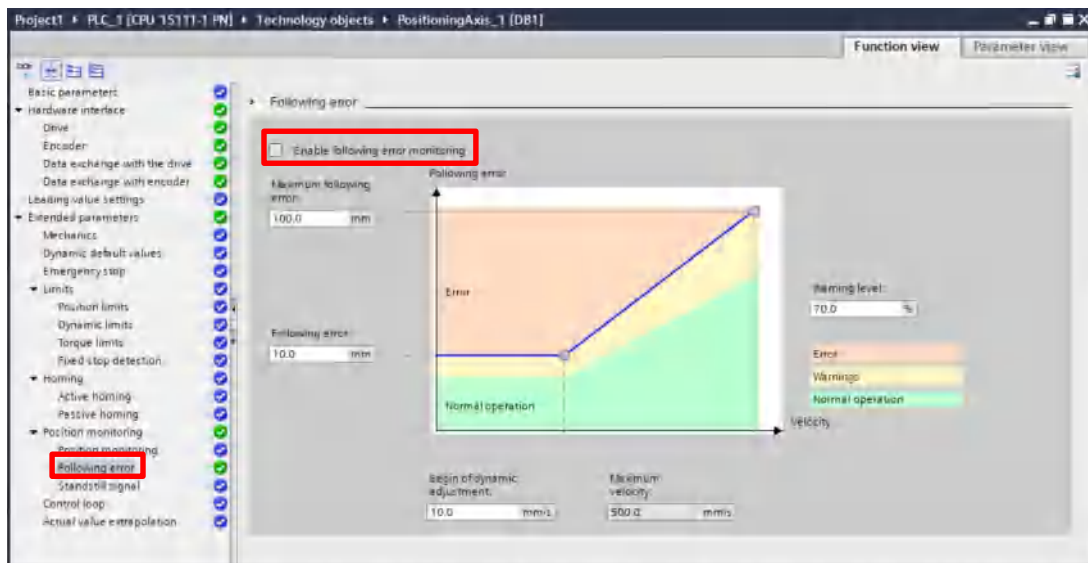 Project1 ▸ PLC_1 [CPU 1511T-1 PN] ▸ Technology objects ▸ PositioningAxis_1 [DB1]
Function view
Parameter view
Basic parameters
Hardware interface
Drive
Encoder
Data exchange with the drive
Data exchange with encoder
Leading value settings
Extended parameters
Mechanics
Dynamic default values
Emergency stop
Limits
Position limits
Dynamic limits
Torque limits
Fixed stop detection
Homing
Active homing
Passive homing
Position monitoring
Position monitoring
Following error
Standstill signal
Control loop
Actual value extrapolation
Following error
Enable following error monitoring
Maximum following
error:
100.0 mm
Following error
Error
Following error:
10.0 mm
Normal operation
Velocity
Warning level:
70.0 %
Error
Warnings
Normal operation
Begin of dynamic
adjustment:
10.0 mm/s
Maximum
velocity:
500.0 mm/s